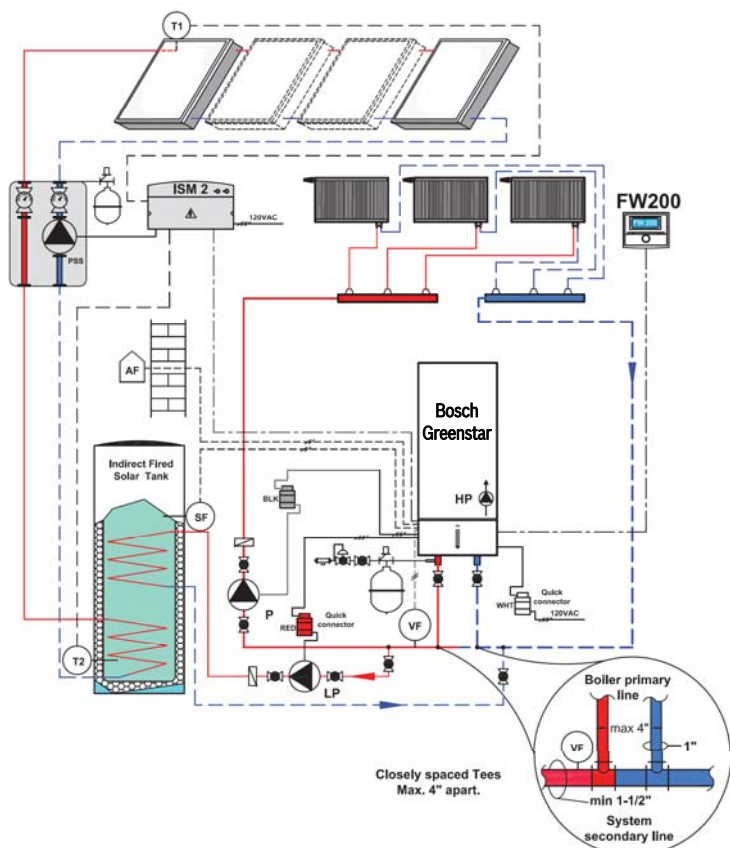 T1
ISM 2
120VAC
PSS
FW200
FW 200
AF
Bosch
Greenstar
Indirect Fired
Solar Tank
BLK
HP
SF
P
RED
Quick
connector
VF
WHT
Quick
connector
120VAC
T2
LP
Boiler primary
line
max 4"
1"
VF
Closely spaced Tees
Max. 4" apart.
min 1-1/2"
System
secondary line